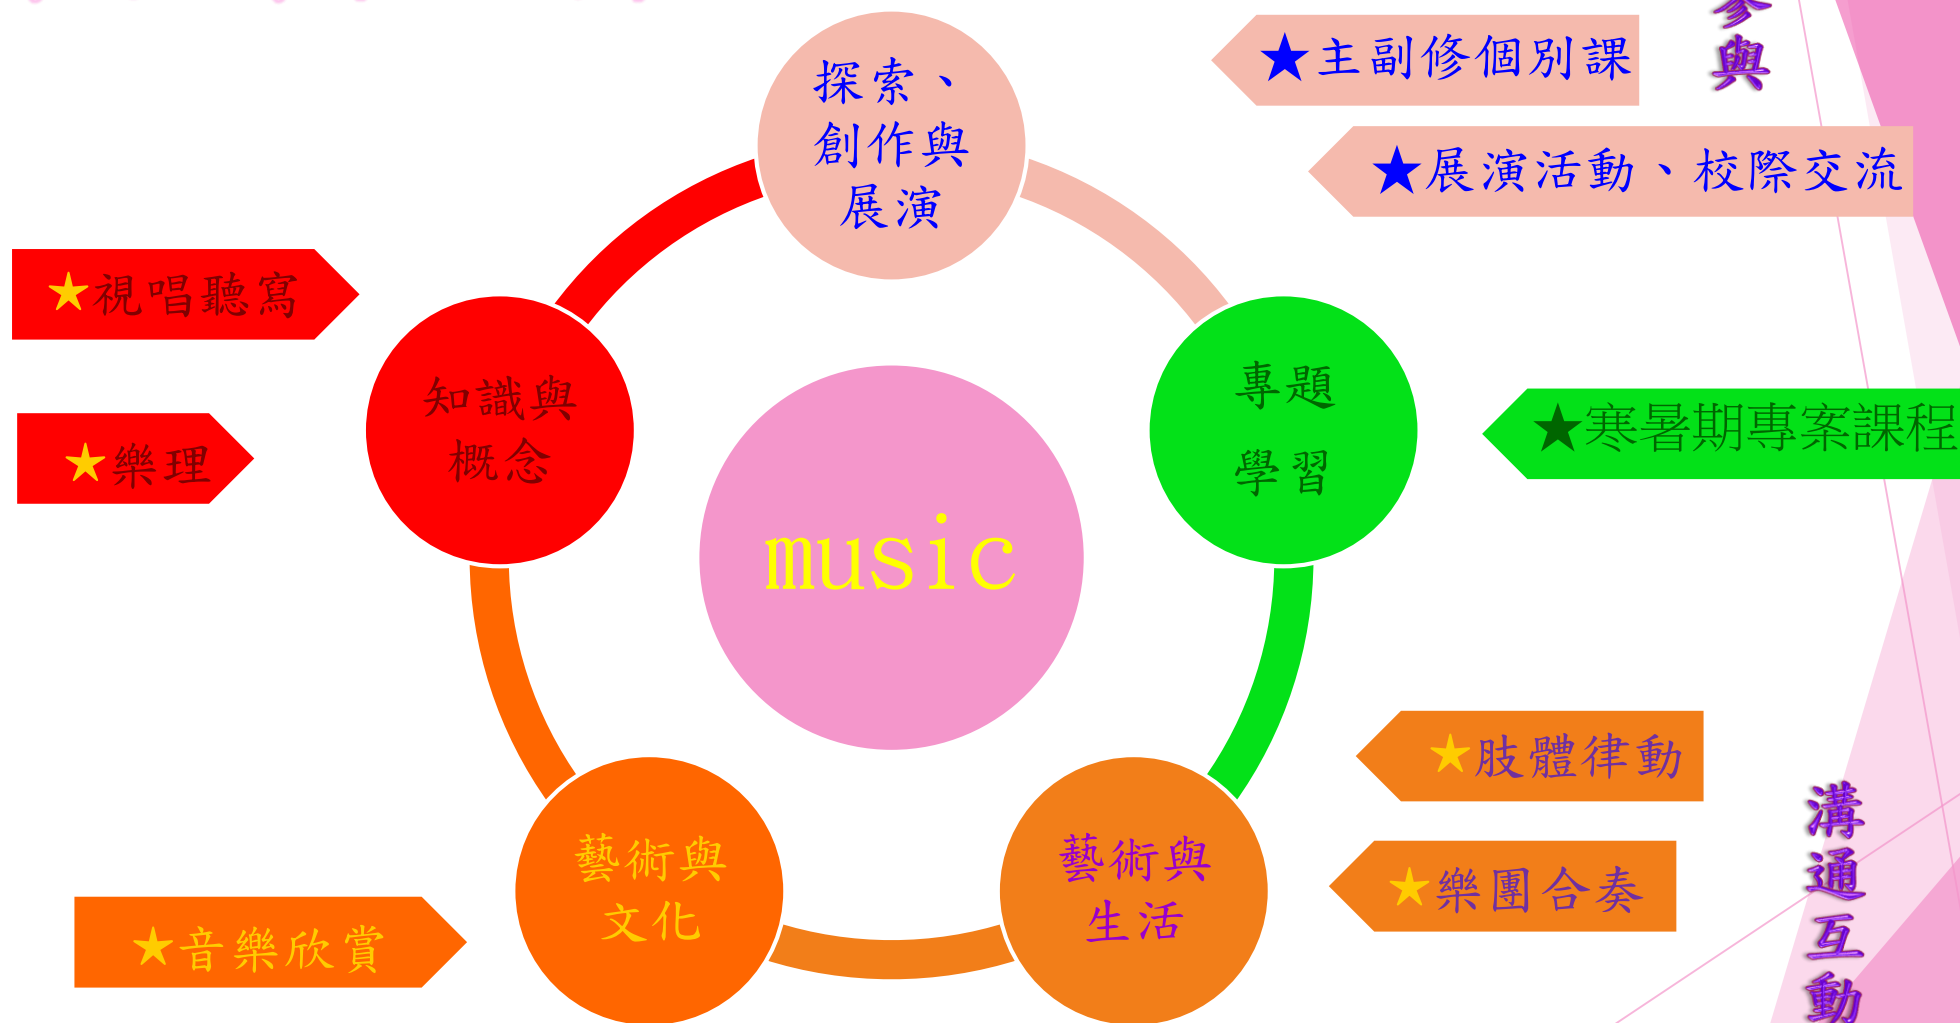 探索、
創作與
展演
★主副修個別課
★展演活動、校際交流
參與
★視唱聽寫
知識與
概念
★樂理
專題
學習
★寒暑期專案課程
music
★肢體律動
★樂團合奏
藝術與
生活
藝術與
文化
★音樂欣賞
溝通互動